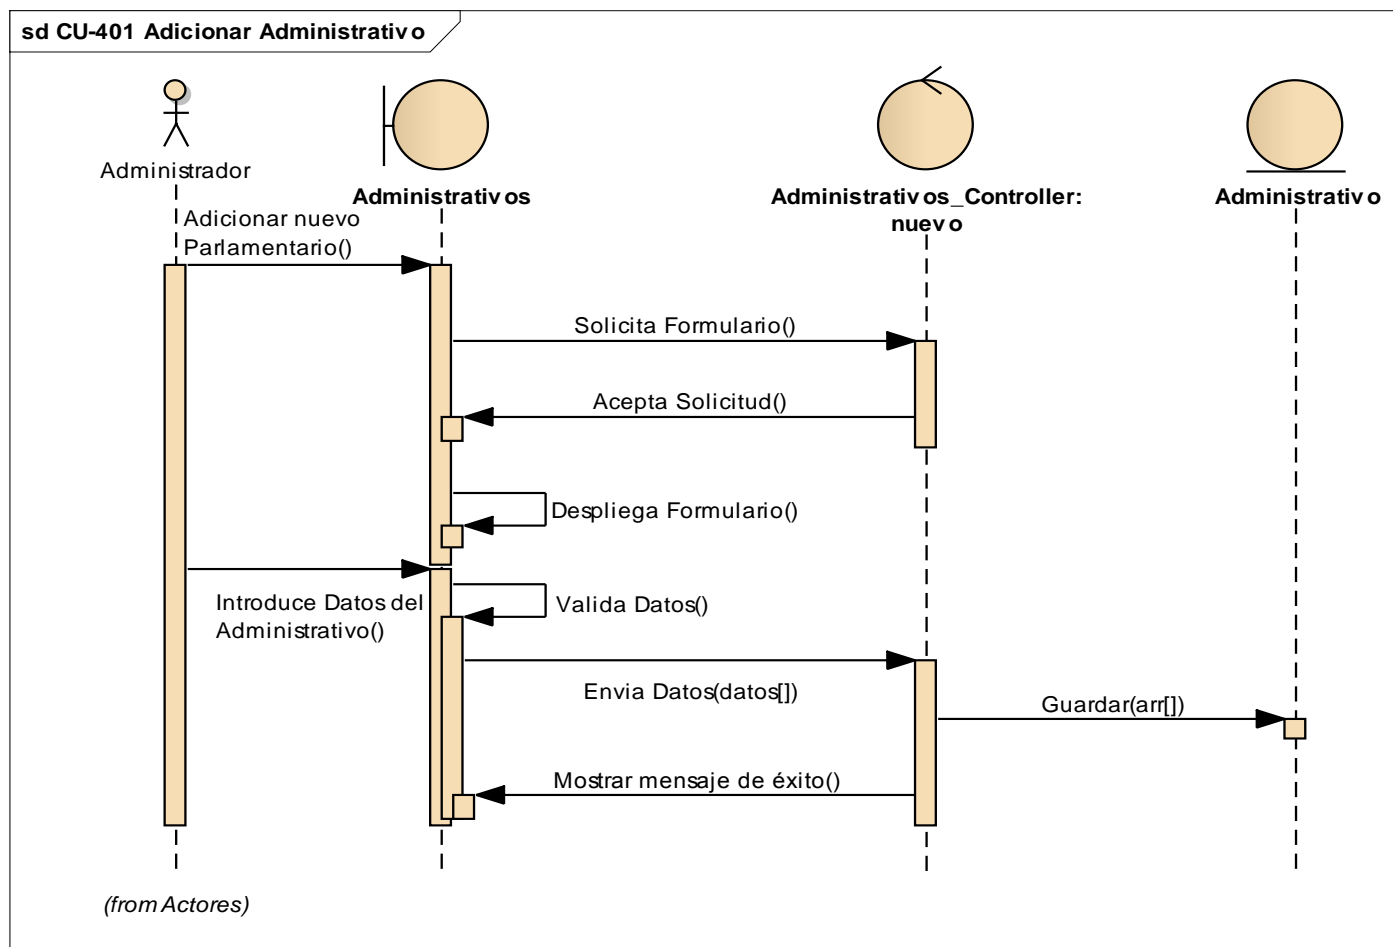 sd CU-401 Adicionar Administrativo
Administrador
Administrativos
Administrativos_Controller:
nuevo
Administrativo
Adicionar nuevo
Parlamentario()
Solicita Formulario()
Acepta Solicitud()
Despliega Formulario()
Introduce Datos del
Administrativo()
Valida Datos()
Envia Datos(datos[])
Guardar(arr[])
Mostrar mensaje de éxito()
(from Actores)